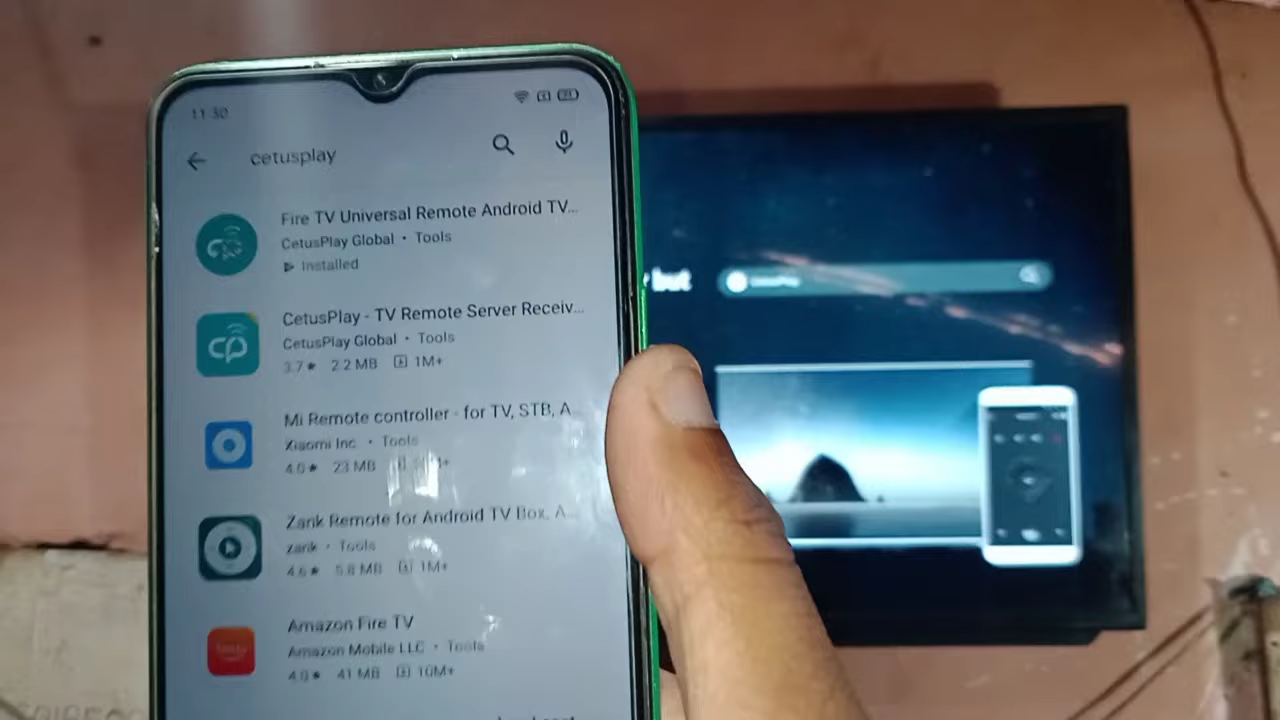 11:30
cetusplay
Fire TV Universal Remote Android TV...
CetusPlay Global • Tools
Installed
CetusPlay - TV Remote Server Receiv...
CetusPlay Global • Tools
3.7★ 2.2 MB 1M+
Mi Remote controller - for TV, STB, A...
Xiaomi Inc. • Tools
4.0★ 23 MB
Zank Remote for Android TV Box, A...
zank • Tools
4.6★ 5.8 MB 1M+
Amazon Fire TV
Amazon Mobile LLC • Tools
4.0★ 41 MB 10M+
but